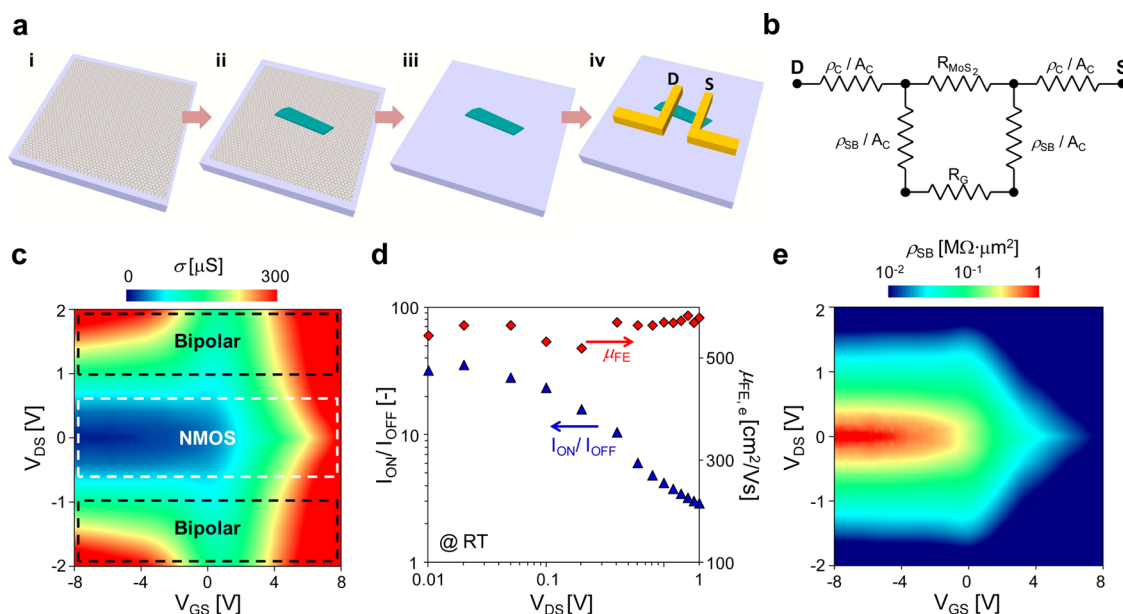 a
i
ii
iii
iv
D
S
b
D
ρC / AC
RMoS2
ρC / AC
S
ρSB / AC
ρSB / AC
RG
c
σ [μS]
0
300
2
1
0
-1
-2
VDS [V]
Bipolar
NMOS
Bipolar
-8
-4
0
4
8
VGS [V]
d
100
10
1
ION/ IOFF [-]
μFE
ION/ IOFF
@ RT
0.01
0.1
1
VDS [V]
500
300
100
μFE, e [cm2/Vs]
e
ρSB [MΩ·μm2]
10-2
10-1
1
2
1
0
-1
-2
VDS [V]
-8
-4
0
4
8
VGS [V]